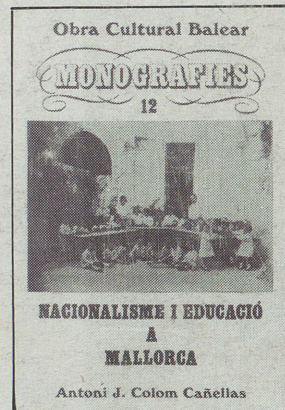 Obra Cultural Balear
MONOGRAFIES
12
NACIONALISME I EDUCACIÓ
A
MALLORCA
Antoni J. Colom Cañellas